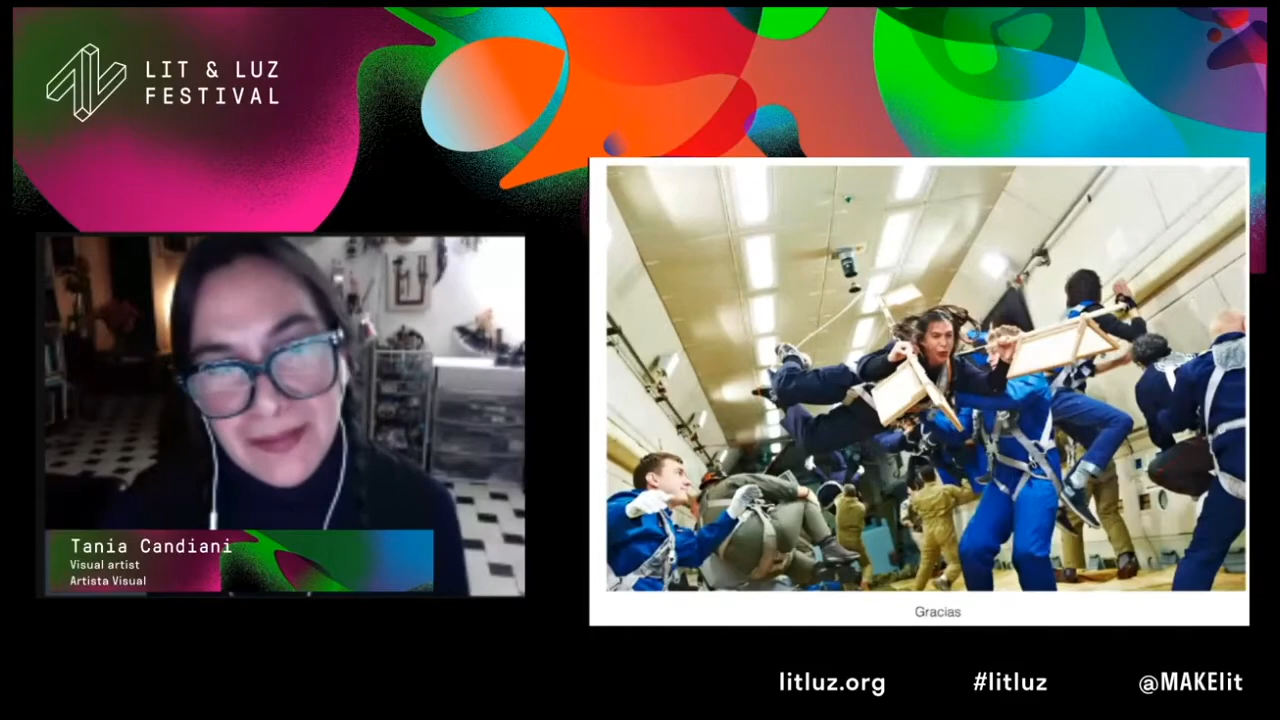 LIT & LUZ
FESTIVAL
Tania Candiani
Visual artist
Artista Visual
Gracias
litluz.org
#litluz
@MAKElit